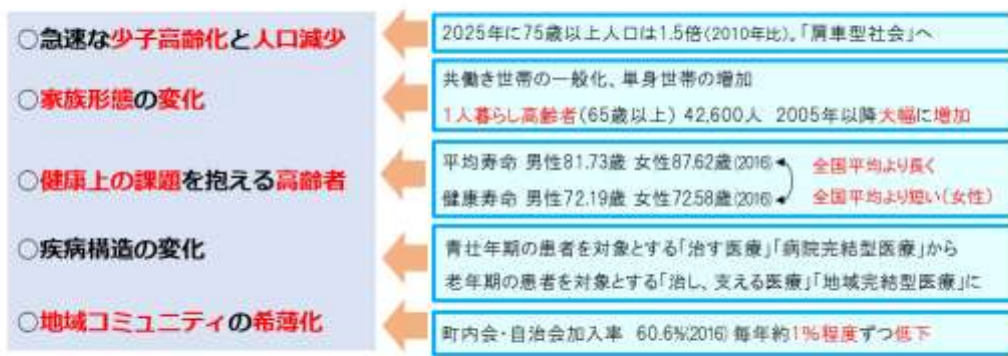 ○急速な少子高齢化と人口減少
2025年に75歳以上人口は1.5倍(2010年比)。「肩車型社会」へ
○家族形態の変化
共働き世帯の一般化、単身世帯の増加
1人暮らし高齢者(65歳以上) 42,600人 2005年以降大幅に増加
○健康上の課題を抱える高齢者
平均寿命 男性81.73歳 女性87.62歳(2016) 全国平均より長く
健康寿命 男性72.19歳 女性72.58歳(2016) 全国平均より短い(女性)
○疾病構造の変化
青壮年期の患者を対象とする「治す医療」「病院完結型医療」から
老年期の患者を対象とする「治し、支える医療」「地域完結型医療」に
○地域コミュニティの希薄化
町内会・自治会加入率 60.6%(2016) 毎年約1%程度ずつ低下